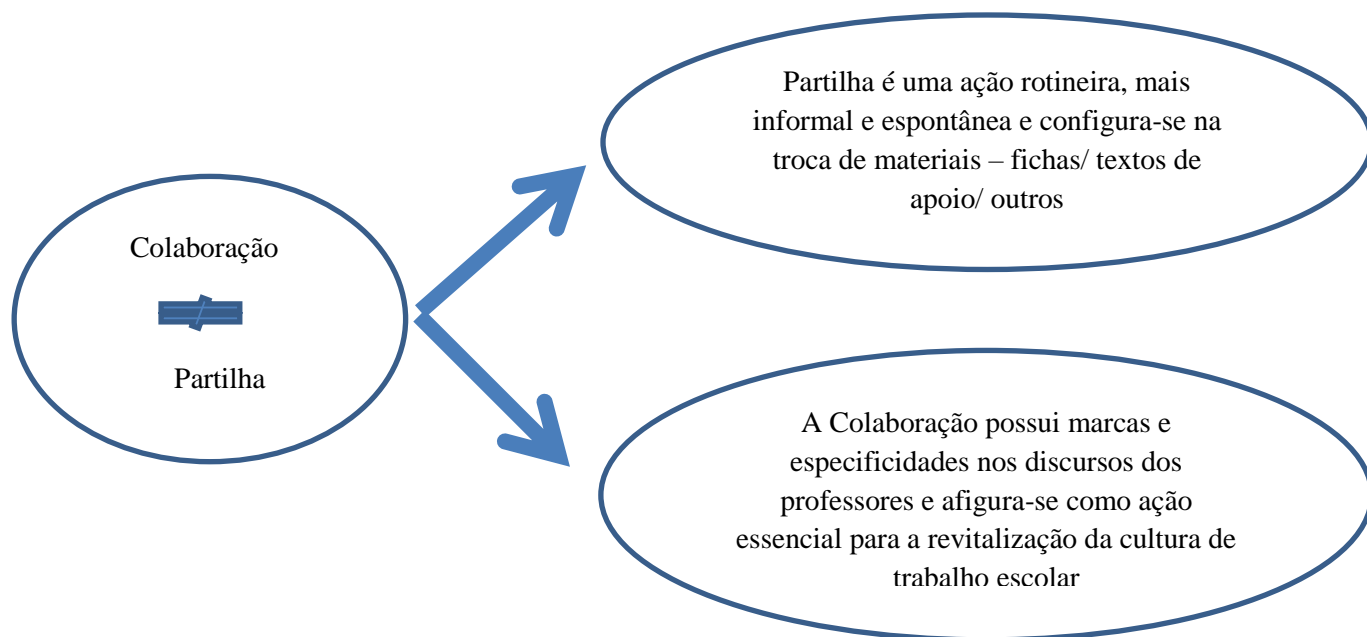 Colaboração
Partilha
Partilha é uma ação rotineira, mais
informal e espontânea e configura-se na
troca de materiais – fichas/ textos de
apoio/ outros
A Colaboração possui marcas e
especificidades nos discursos dos
professores e afigura-se como ação
essencial para a revitalização da cultura de
trabalho escolar